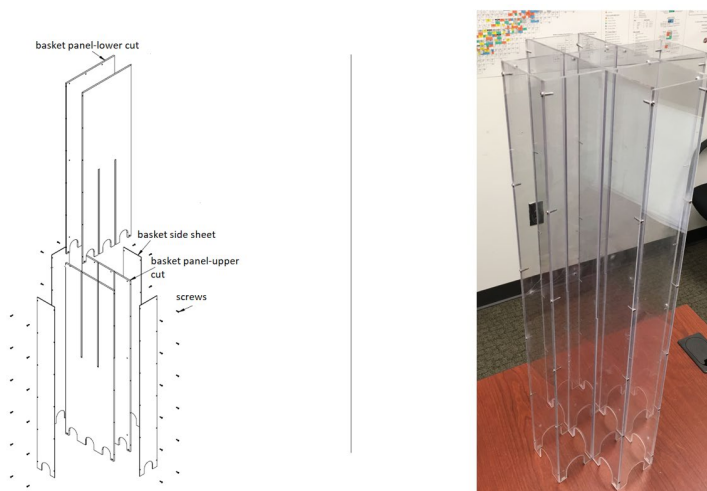 basket panel-lower cut
basket side sheet
basket panel-upper
cut
screws